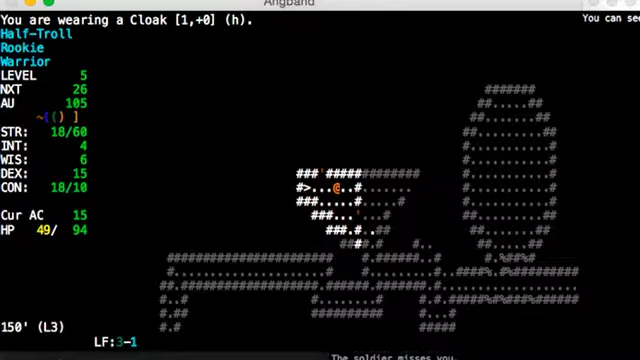 Angband
You are wearing a Cloak [1,+0] (h).
You can see
Half-Troll
Rookie
Warrior
LEVEL 5
NXT 26
AU 105
STR: 18/60
INT: 4
WIS: 6
DEX: 15
CON: 18/10
Cur AC 15
HP 49/ 94
150' (L3)
LF:3-1
The soldier misses you.